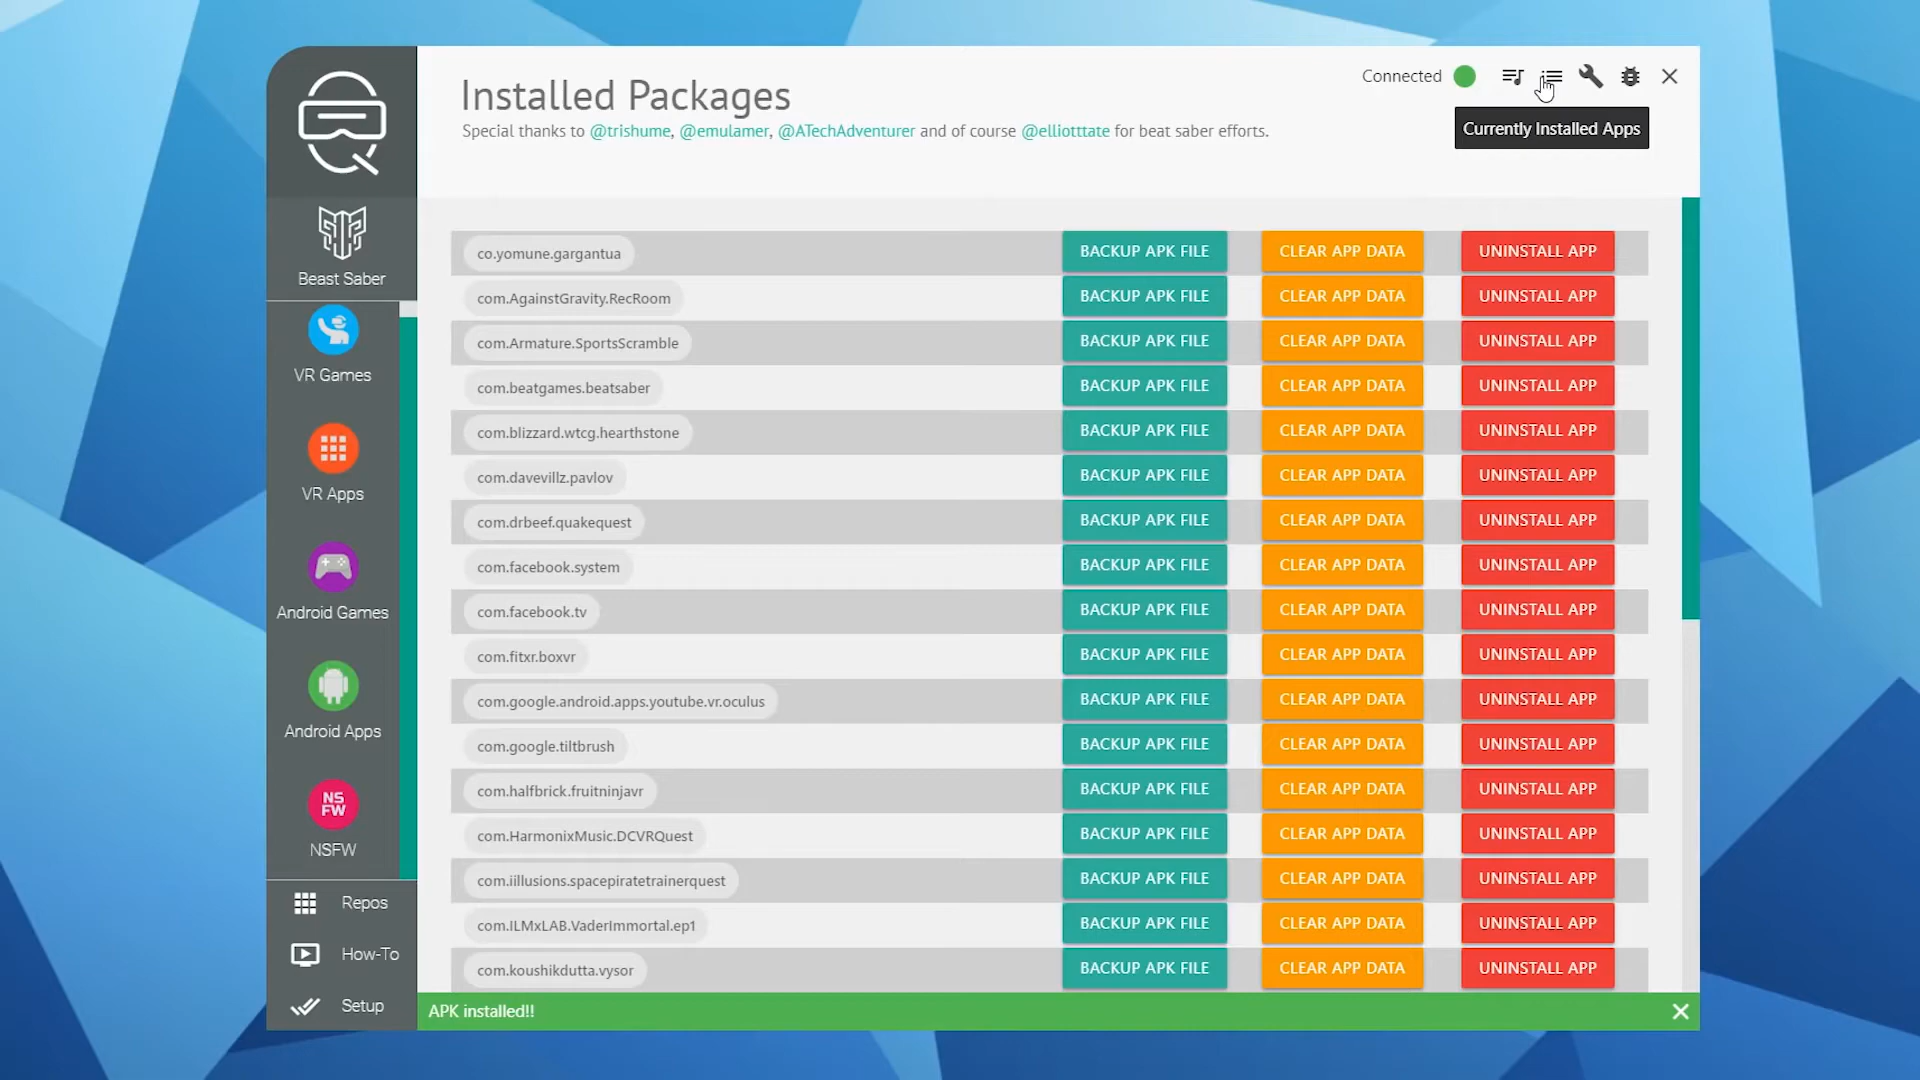 Installed Packages
Special thanks to @trishume, @emulamer, @ATechAdventurer and of course @elliotttate for beat saber efforts.
Connected
Currently Installed Apps
Beast Saber
VR Games
VR Apps
Android Games
Android Apps
NS
FW
NSFW
Repos
How-To
Setup
co.yomune.gargantua BACKUP APK FILE CLEAR APP DATA UNINSTALL APP
com.AgainstGravity.RecRoom BACKUP APK FILE CLEAR APP DATA UNINSTALL APP
com.Armature.SportsScramble BACKUP APK FILE CLEAR APP DATA UNINSTALL APP
com.beatgames.beatsaber BACKUP APK FILE CLEAR APP DATA UNINSTALL APP
com.blizzard.wtcg.hearthstone BACKUP APK FILE CLEAR APP DATA UNINSTALL APP
com.davevillz.pavlov BACKUP APK FILE CLEAR APP DATA UNINSTALL APP
com.drbeef.quakequest BACKUP APK FILE CLEAR APP DATA UNINSTALL APP
com.facebook.system BACKUP APK FILE CLEAR APP DATA UNINSTALL APP
com.facebook.tv BACKUP APK FILE CLEAR APP DATA UNINSTALL APP
com.fitxr.boxvr BACKUP APK FILE CLEAR APP DATA UNINSTALL APP
com.google.android.apps.youtube.vr.oculus BACKUP APK FILE CLEAR APP DATA UNINSTALL APP
com.google.tiltbrush BACKUP APK FILE CLEAR APP DATA UNINSTALL APP
com.halfbrick.fruitninjavr BACKUP APK FILE CLEAR APP DATA UNINSTALL APP
com.HarmonixMusic.DCVRQuest BACKUP APK FILE CLEAR APP DATA UNINSTALL APP
com.iillusions.spacepiratetrainerquest BACKUP APK FILE CLEAR APP DATA UNINSTALL APP
com.ILMxLAB.VaderImmortal.ep1 BACKUP APK FILE CLEAR APP DATA UNINSTALL APP
com.koushikdutta.vysor BACKUP APK FILE CLEAR APP DATA UNINSTALL APP
APK installed!!